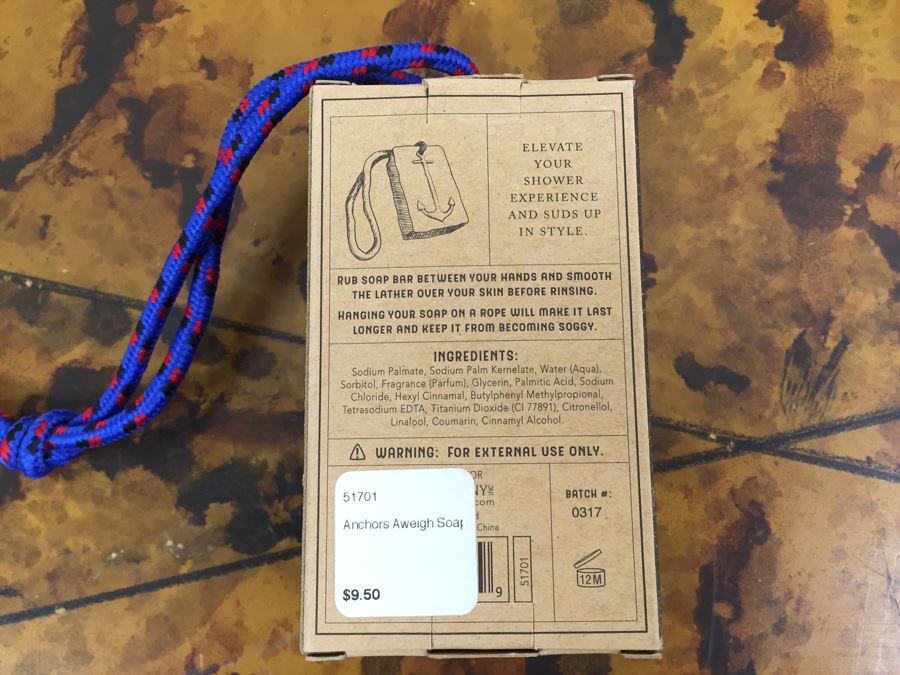 ELEVATE
YOUR
SHOWER
EXPERIENCE
AND SUDS UP
IN STYLE.
RUB SOAP BAR BETWEEN YOUR HANDS AND SMOOTH
THE LATHER OVER YOUR SKIN BEFORE RINSING.
HANGING YOUR SOAP ON A ROPE WILL MAKE IT LAST
LONGER AND KEEP IT FROM BECOMING SOGGY.
INGREDIENTS:
Sodium Palmate, Sodium Palm Kernelate, Water (Aqua),
Sorbitol, Fragrance (Parfum), Glycerin, Palmitic Acid, Sodium
Chloride, Hexyl Cinnamal, Butylphenyl Methylpropional,
Tetrasodium EDTA, Titanium Dioxide (CI 77891), Citronellol,
Linalool, Coumarin, Cinnamyl Alcohol.
WARNING: FOR EXTERNAL USE ONLY.
INC
.com
China
9
51701
51701
Anchors Aweigh Soap
$9.50
BATCH #:
0317
12M